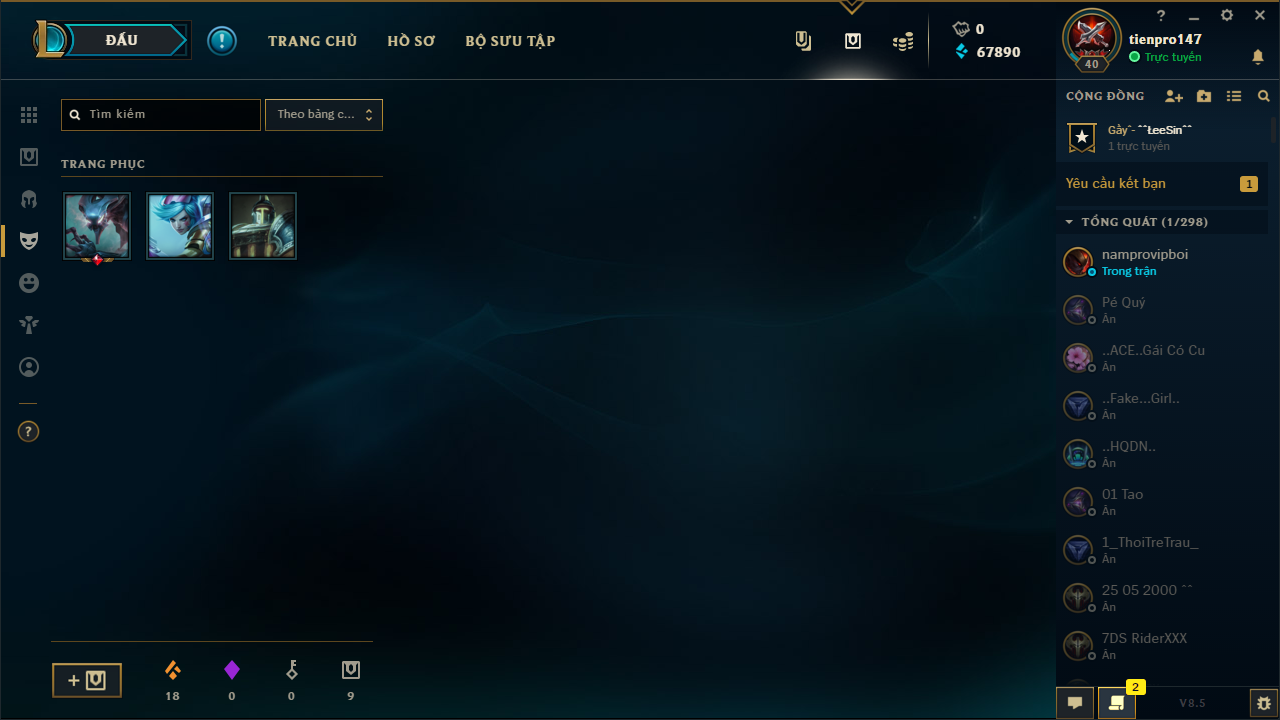 ĐẤU
!
TRANG CHỦ
HỒ SƠ
BỘ SƯU TẬP
0
67890
?
40
tienpro147
Trực tuyến
Tìm kiếm
Theo bảng c...
TRANG PHỤC
?
18
0
0
9
CỘNG ĐỒNG
Gầyˆ- ˆˆŁeeSinˆˆ
1 trực tuyến
Yêu cầu kết bạn
1
TỔNG QUÁT (1/298)
namprovipboi
Trong trận
Pé Quý
Ẩn
..ACE..Gái Có Cu
Ẩn
..Fake...Girl..
Ẩn
..HQDN..
Ẩn
01 Tao
Ẩn
1_ThoiTreTrau_
Ẩn
25 05 2000 ˆˆ
Ẩn
7DS RiderXXX
Ẩn
2
V8.5